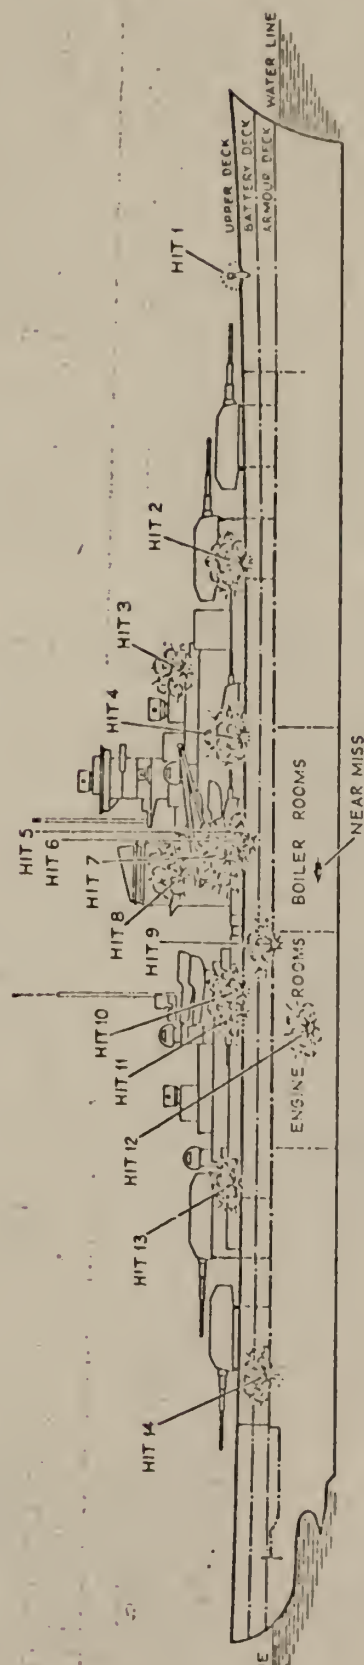 HIT 1
HIT 2
HIT 3
HIT 4
HIT 5
HIT 6
HIT 7
HIT 8
HIT 9
HIT 10
HIT 11
HIT 12
HIT 13
HIT 14
UPPER DECK
BATTERY DECK
ARMOUR DECK
WATER LINE
BOILER ROOMS
ENGINE ROOMS
NEAR MISS
E